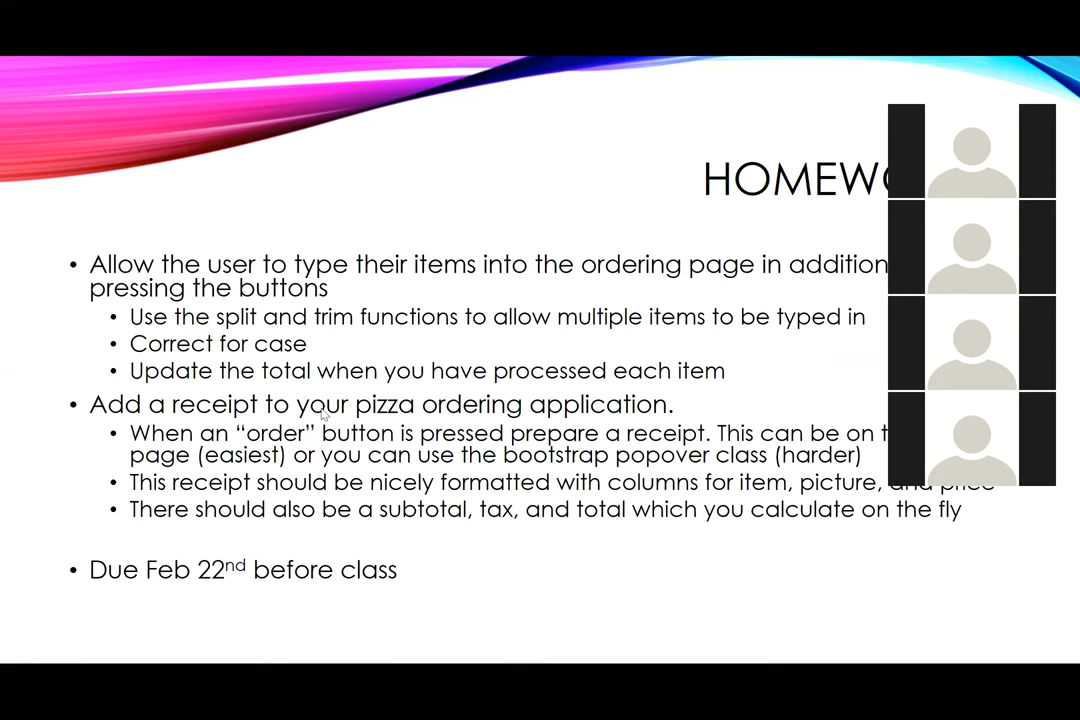 HOMEW
• Allow the user to type their items into the ordering page in addition
pressing the buttons
• Use the split and trim functions to allow multiple items to be typed in
• Correct for case
• Update the total when you have processed each item
• Add a receipt to your pizza ordering application.
• When an “order” button is pressed prepare a receipt. This can be on t
page (easiest) or you can use the bootstrap popover class (harder)
• This receipt should be nicely formatted with columns for item, picture, and price
• There should also be a subtotal, tax, and total which you calculate on the fly
• Due Feb 22nd before class